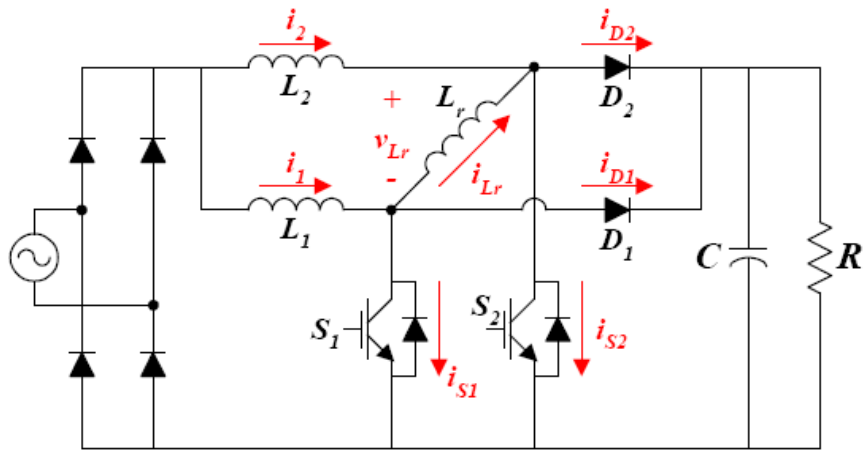 i2
iD2
L2
+
Lr
D2
vLr
i1
-
iLr
iD1
L1
D1
C
R
S1
S2
iS1
iS2